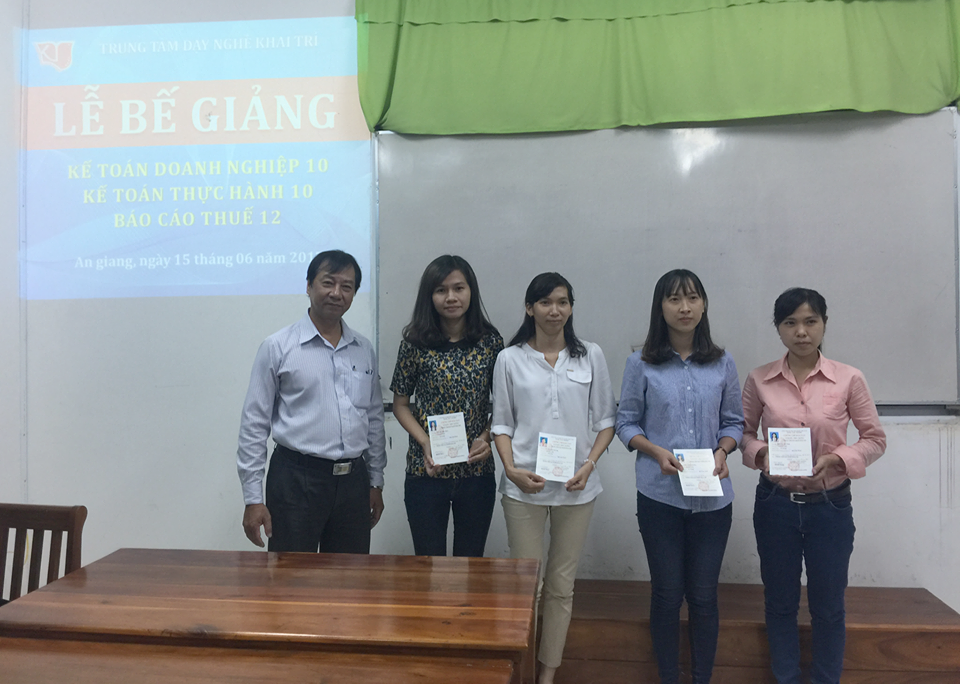 TRUNG TÂM DẠY NGHỀ KHAI TRÍ
LỄ BẾ GIẢNG
KẾ TOÁN DOANH NGHIỆP 10
KẾ TOÁN THỰC HÀNH 10
BÁO CÁO THUẾ 12
An giang, ngày 15 tháng 06 năm